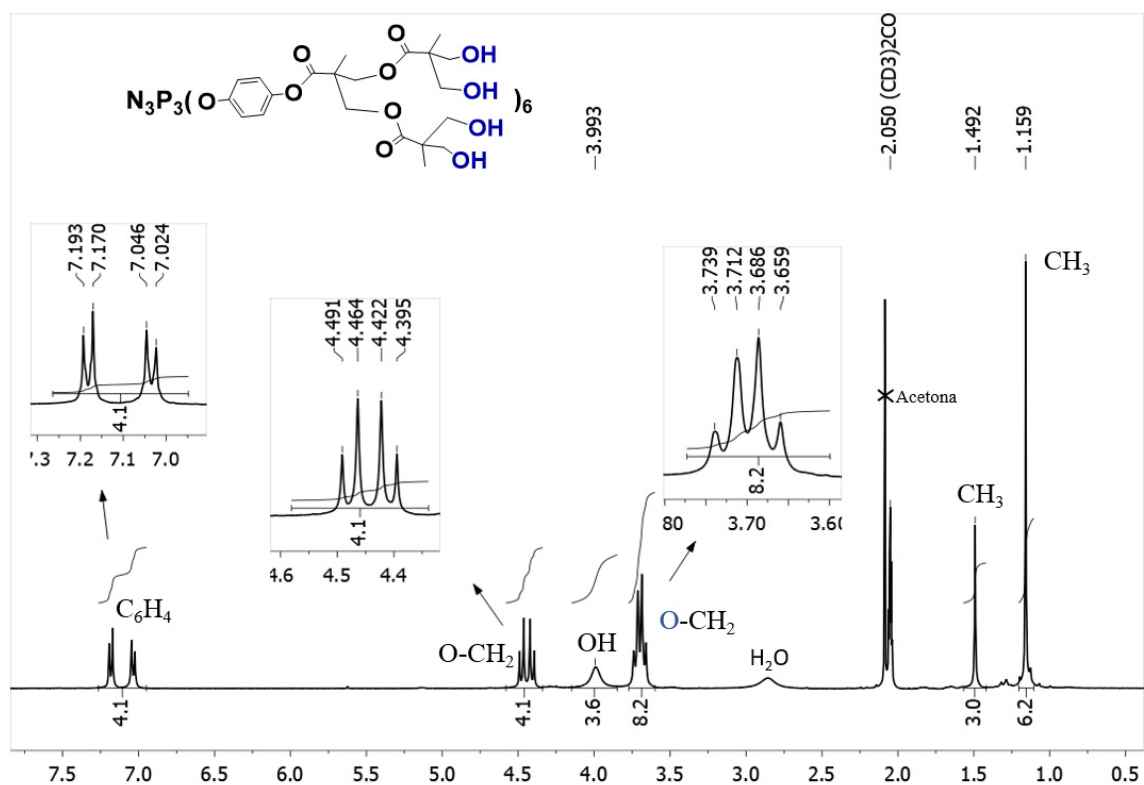 O
O
OH
OH
N3P3(
O
O
O
)6
OH
O
OH
3.993
2.050 (CD3)2CO
1.492
1.159
7.193
7.170
7.046
7.024
4.1
7.3 7.2 7.1 7.0
4.491
4.464
4.422
4.395
4.1
4.6 4.5 4.4
3.739
3.712
3.686
3.659
8.2
80 3.70 3.60
CH3
Acetona
CH3
C6H4
O-CH2
OH
O-CH2
H2O
4.1
4.1
3.6
8.2
3.0
6.2
7.5 7.0 6.5 6.0 5.5 5.0 4.5 4.0 3.5 3.0 2.5 2.0 1.5 1.0 0.5